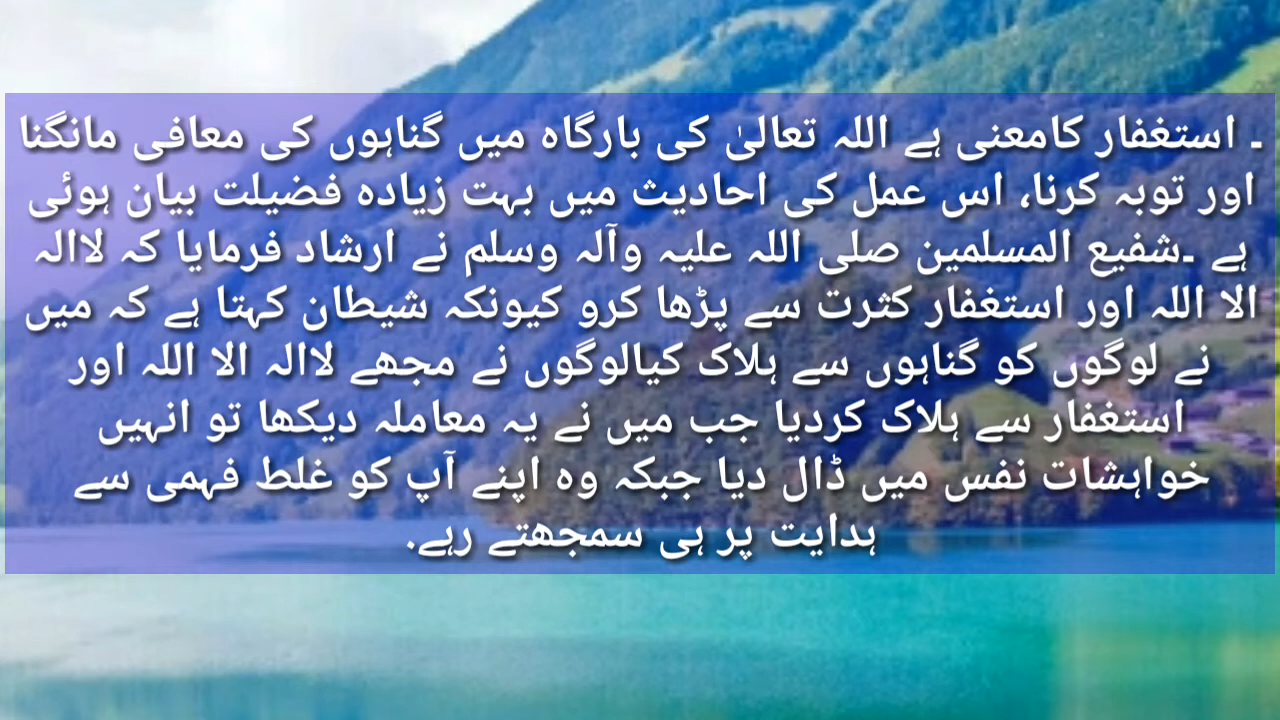 ۔ استغفار کامعنی ہے اللہ تعالیٰ کی بارگاہ میں گناہوں کی معافی مانگنا
اور توبہ کرنا، اس عمل کی احادیث میں بہت زیادہ فضیلت بیان ہوئی
ہے ۔شفیع المسلمین صلی اللہ علیہ وآلہ وسلم نے ارشاد فرمایا کہ لاالہ
الا اللہ اور استغفار کثرت سے پڑھا کرو کیونکہ شیطان کہتا ہے کہ میں
نے لوگوں کو گناہوں سے ہلاک کیالوگوں نے مجھے لاالہ الا اللہ اور
استغفار سے ہلاک کردیا جب میں نے یہ معاملہ دیکھا تو انہیں
خواہشات نفس میں ڈال دیا جبکہ وہ اپنے آپ کو غلط فہمی سے
ہدایت پر ہی سمجھتے رہے.